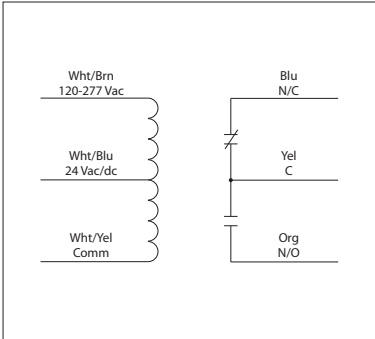 Wht/Brn
120-277 Vac
Wht/Blu
24 Vac/dc
Wht/Yel
Comm
Blu
N/C
Yel
C
Org
N/O